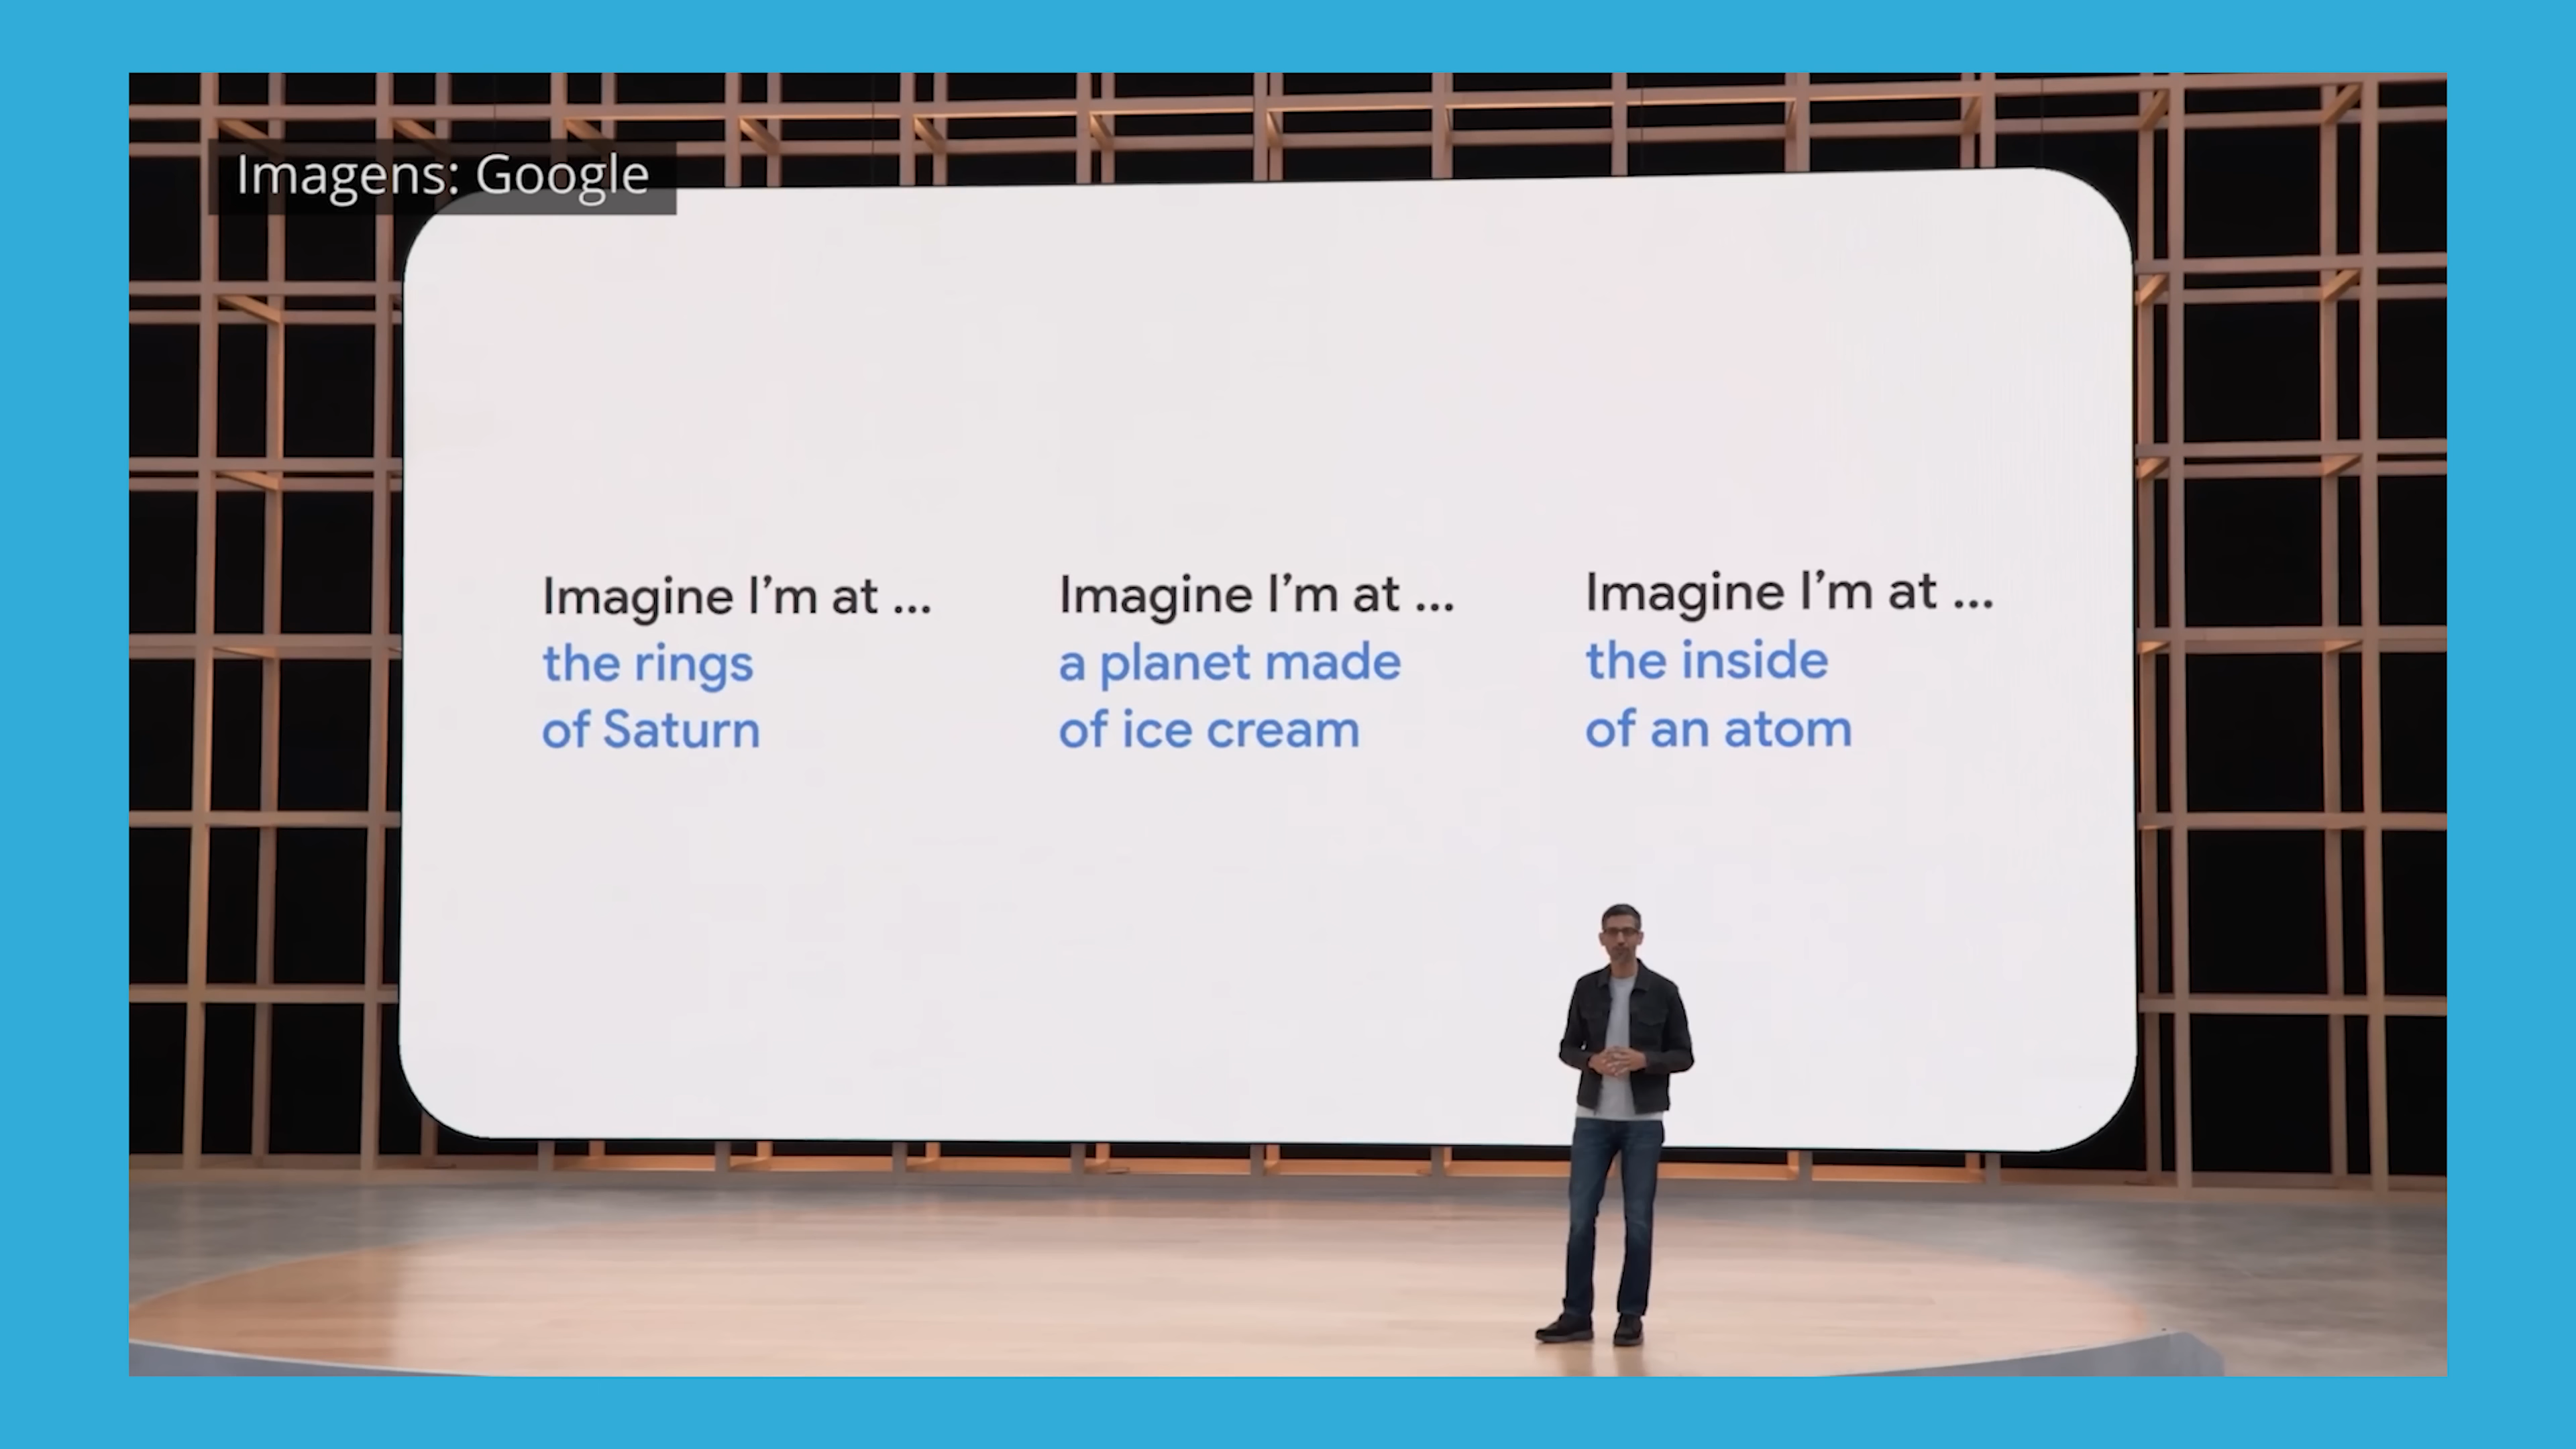 Imagens: Google
Imagine I'm at ...
the rings
of Saturn
Imagine I'm at ...
a planet made
of ice cream
Imagine I'm at ...
the inside
of an atom